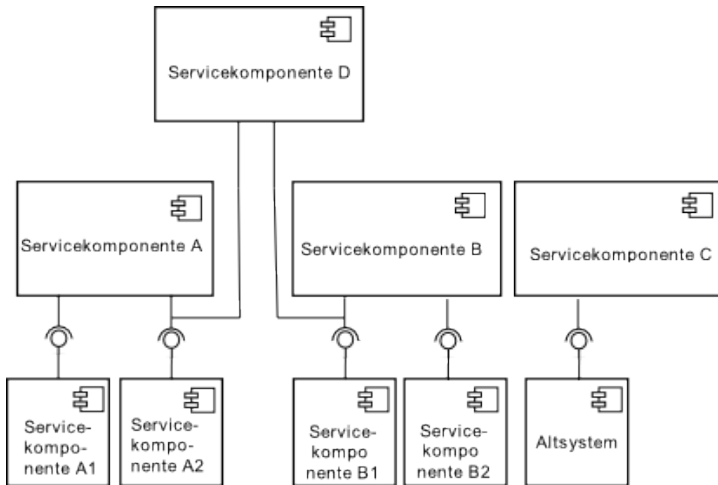 Servicekomponente D
Servicekomponente A
Servicekomponente B
Servicekomponente C
Service-
kompo-
nente A1
Service-
kompo-
nente A2
Service-
kompo
nente B1
Service-
kompo
nente B2
Altsystem